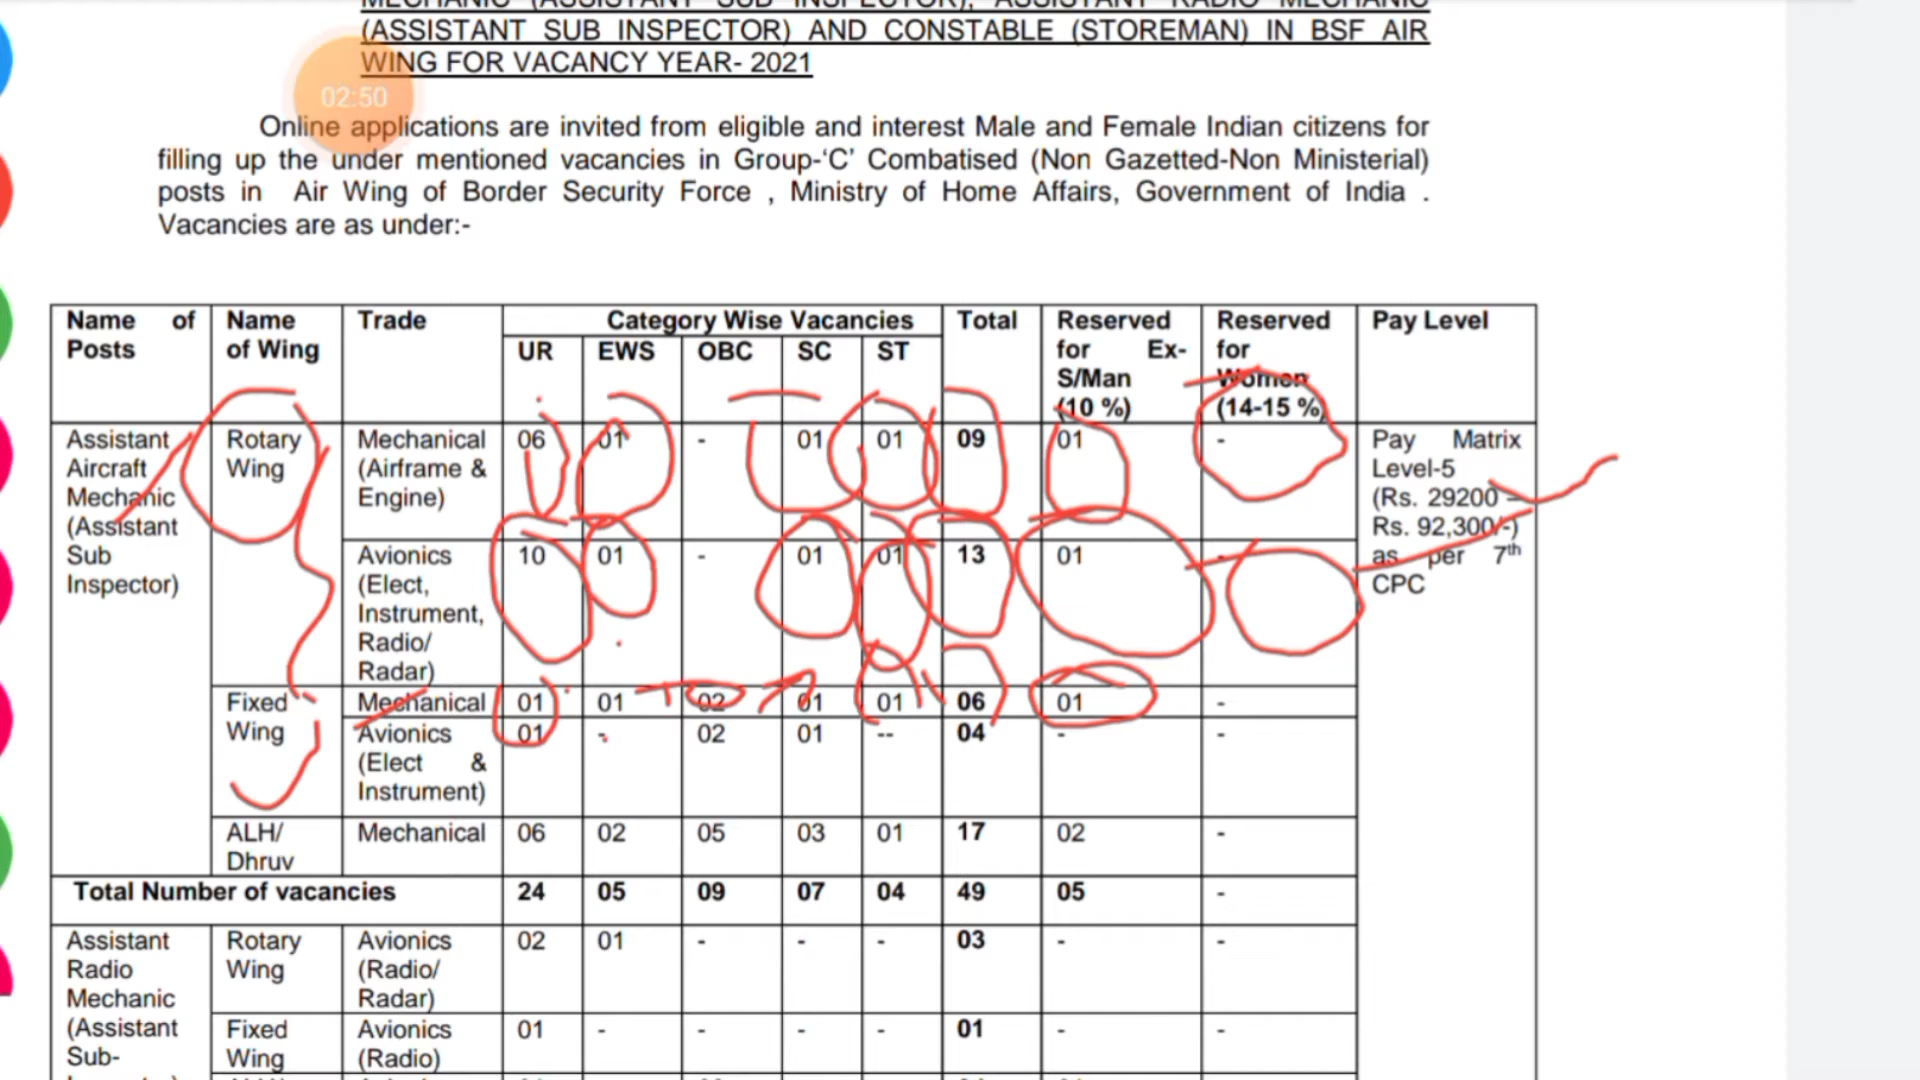 MECHANIC (ASSISTANT SUB INSPECTOR), ASSISTANT RADIO MECHANIC
(ASSISTANT SUB INSPECTOR) AND CONSTABLE (STOREMAN) IN BSF AIR
WING FOR VACANCY YEAR- 2021
02:50
Online applications are invited from eligible and interest Male and Female Indian citizens for
filling up the under mentioned vacancies in Group-‘C’ Combatised (Non Gazetted-Non Ministerial)
posts in Air Wing of Border Security Force , Ministry of Home Affairs, Government of India .
Vacancies are as under:-
Name of Posts Name of Wing Trade Category Wise Vacancies Total Reserved for Ex-S/Man (10 %) Reserved for Women (14-15 %) Pay Level
UR EWS OBC SC ST
Assistant Aircraft Mechanic (Assistant Sub Inspector) Rotary Wing Mechanical (Airframe & Engine) 06 01 - 01 01 09 01 - Pay Matrix Level-5 (Rs. 29200 – Rs. 92,300/-) as per 7th CPC
Avionics (Elect, Instrument, Radio/ Radar) 10 01 - 01 01 13 01 -
Fixed Wing Mechanical 01 01 02 01 01 06 01 -
Avionics (Elect & Instrument) 01 - 02 01 -- 04 - -
ALH/ Dhruv Mechanical 06 02 05 03 01 17 02 -
Total Number of vacancies 24 05 09 07 04 49 05 -
Assistant Radio Mechanic (Assistant Sub- Rotary Wing Avionics (Radio/ Radar) 02 01 - - - 03 - -
Fixed Wing Avionics (Radio) 01 - - - - 01 - -